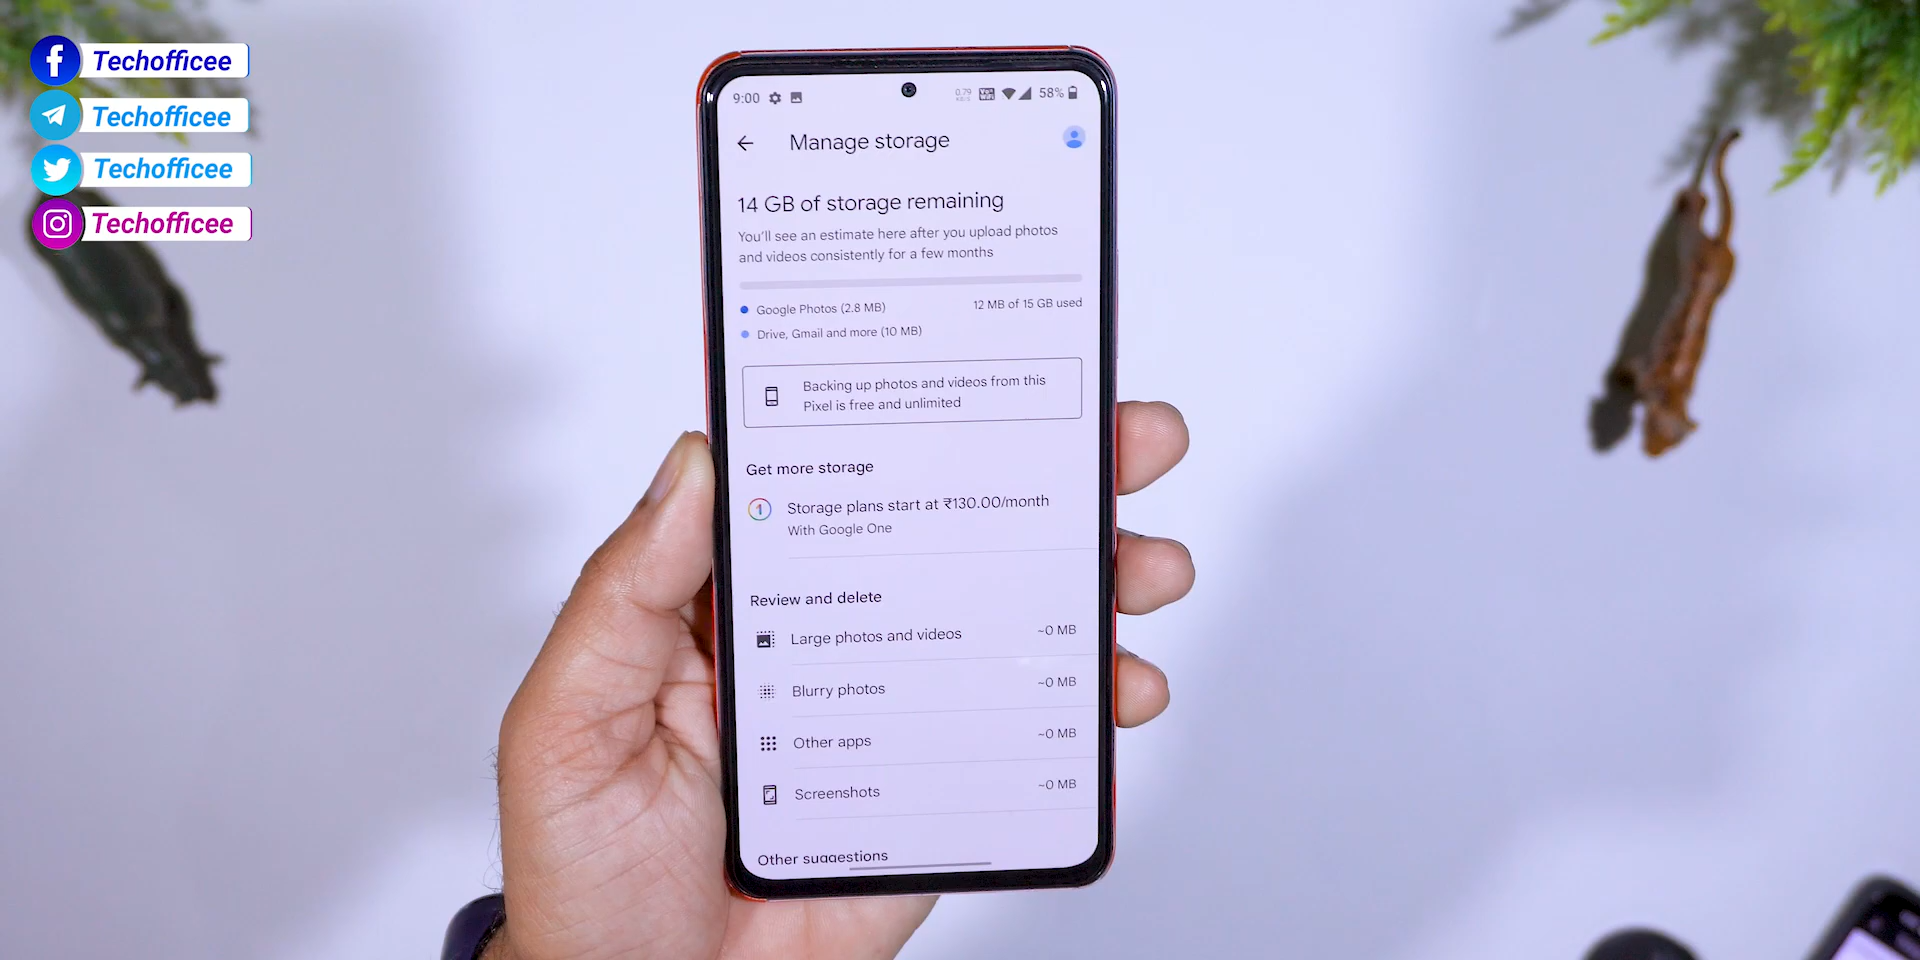 Techofficee
Techofficee
Techofficee
Techofficee
9:00
0.79
58%
Manage storage
14 GB of storage remaining
You'll see an estimate here after you upload photos
and videos consistently for a few months
Google Photos (2.8 MB)
12 MB of 15 GB used
Drive, Gmail and more (10 MB)
Backing up photos and videos from this
Pixel is free and unlimited
Get more storage
1
Storage plans start at ₹130.00/month
With Google One
Review and delete
Large photos and videos
~0 MB
Blurry photos
~0 MB
Other apps
~0 MB
Screenshots
~0 MB
Other suggestions